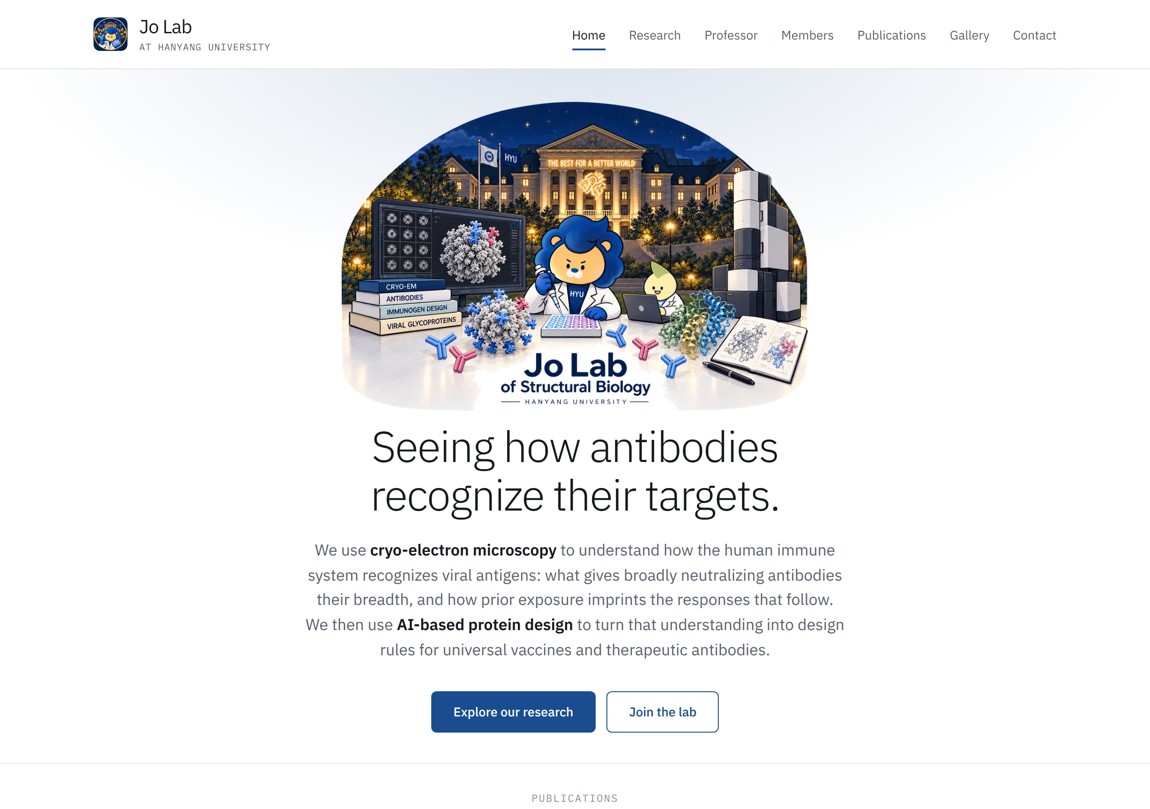 Jo Lab
AT HANYANG UNIVERSITY
Home
Research
Professor
Members
Publications
Gallery
Contact
HYU
THE BEST FOR A BETTER WORLD
CRYO-EM
ANTIBODIES
IMMUNOGEN DESIGN
VIRAL GLYCOPROTEINS
HYU
Jo Lab
of Structural Biology
HANYANG UNIVERSITY
Seeing how antibodies
recognize their targets.
We use cryo-electron microscopy to understand how the human immune
system recognizes viral antigens: what gives broadly neutralizing antibodies
their breadth, and how prior exposure imprints the responses that follow.
We then use AI-based protein design to turn that understanding into design
rules for universal vaccines and therapeutic antibodies.
Explore our research
Join the lab
PUBLICATIONS